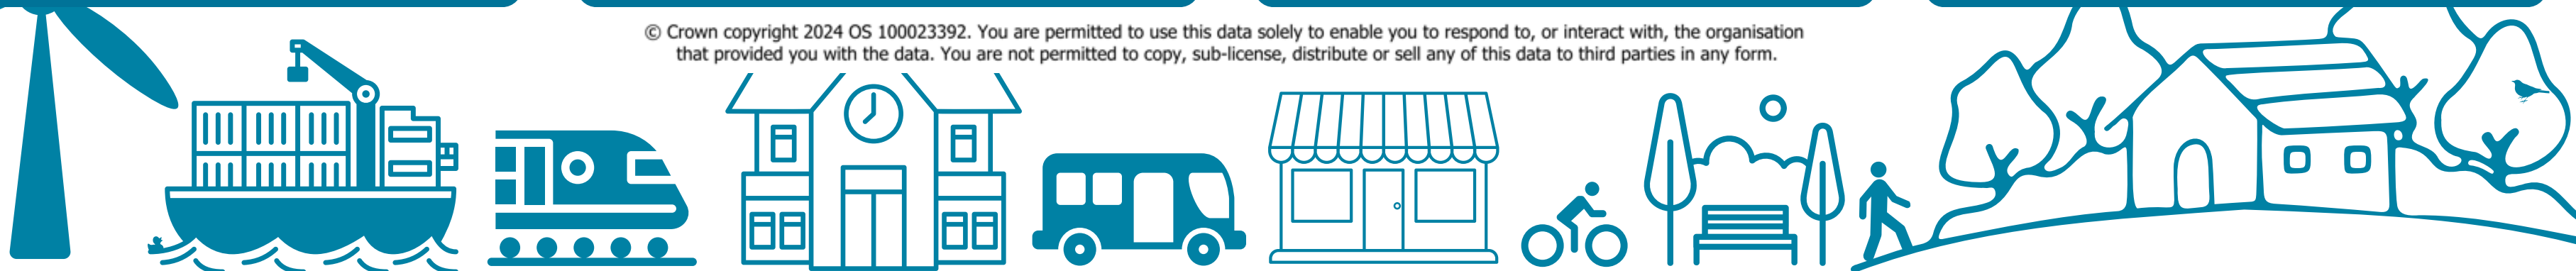 © Crown copyright 2024 OS 100023392. You are permitted to use this data solely to enable you to respond to, or interact with, the organisation
that provided you with the data. You are not permitted to copy, sub-license, distribute or sell any of this data to third parties in any form.